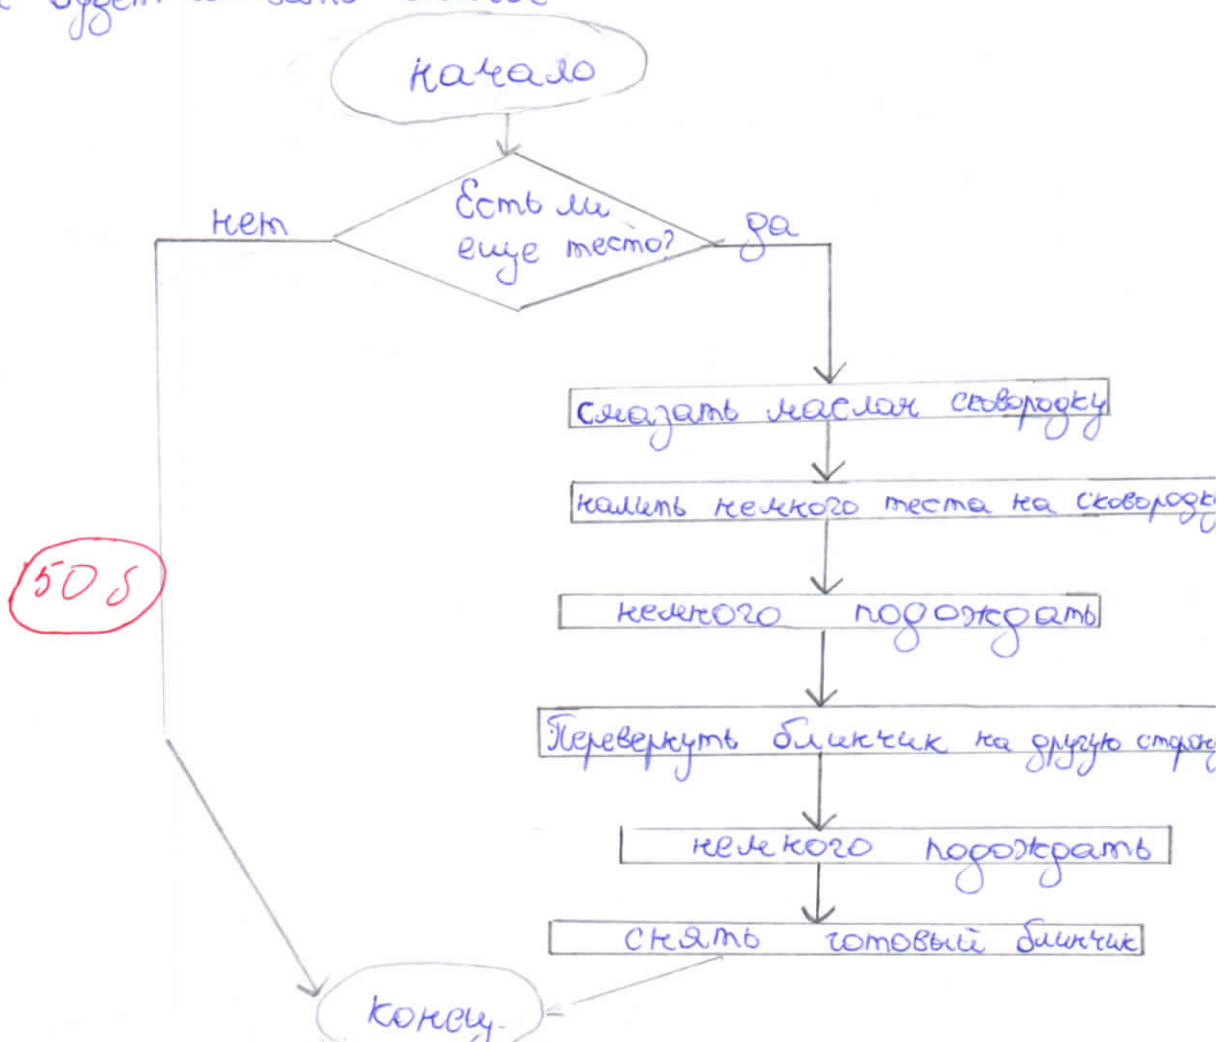 начало
Есть ли
еще тесто?
нет
да
смазать маслом сковородку
налить немного теста на сковородку
немного подождать
Перевернуть блинчик на другую сторону
немного подождать
снять готовый блинчик
50 б
конец.